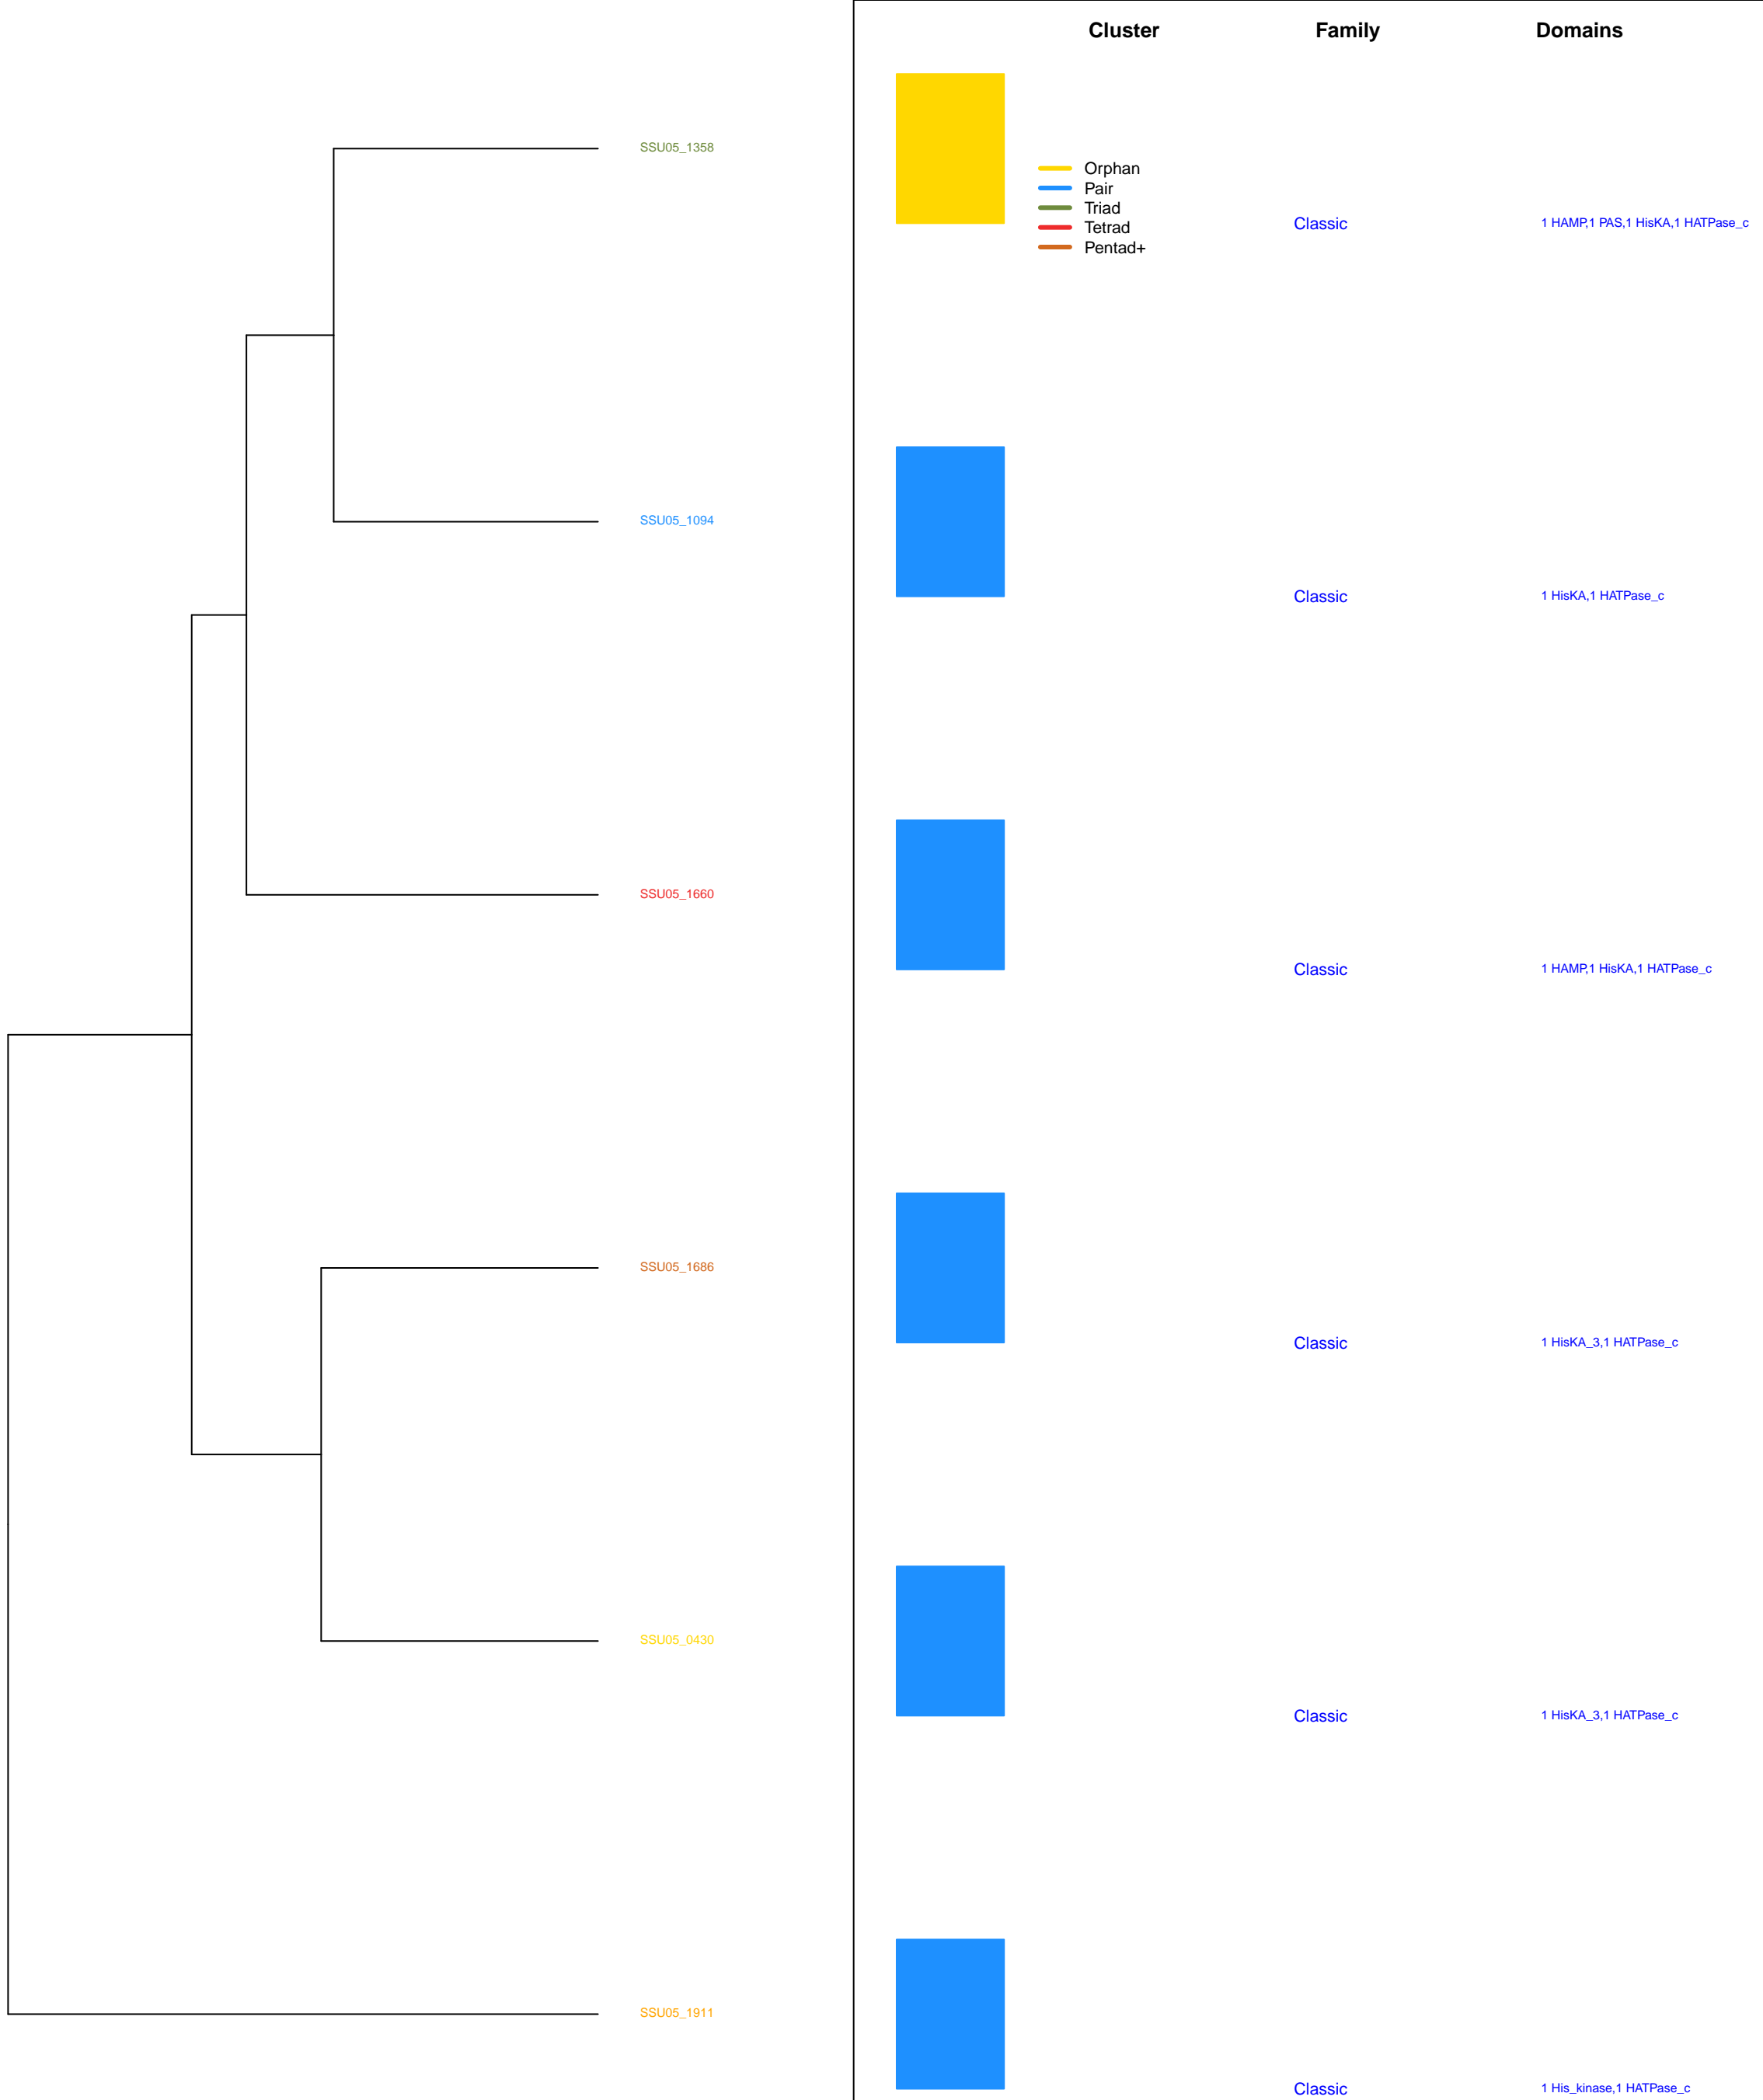 Cluster Family Domains
SSU05_1358
Orphan
Pair
Triad
Tetrad
Pentad+
Classic 1 HAMP,1 PAS,1 HisKA,1 HATPase_c
SSU05_1094
Classic 1 HisKA,1 HATPase_c
SSU05_1660
Classic 1 HAMP,1 HisKA,1 HATPase_c
SSU05_1686
Classic 1 HisKA_3,1 HATPase_c
SSU05_0430
Classic 1 HisKA_3,1 HATPase_c
SSU05_1911
Classic 1 His_kinase,1 HATPase_c